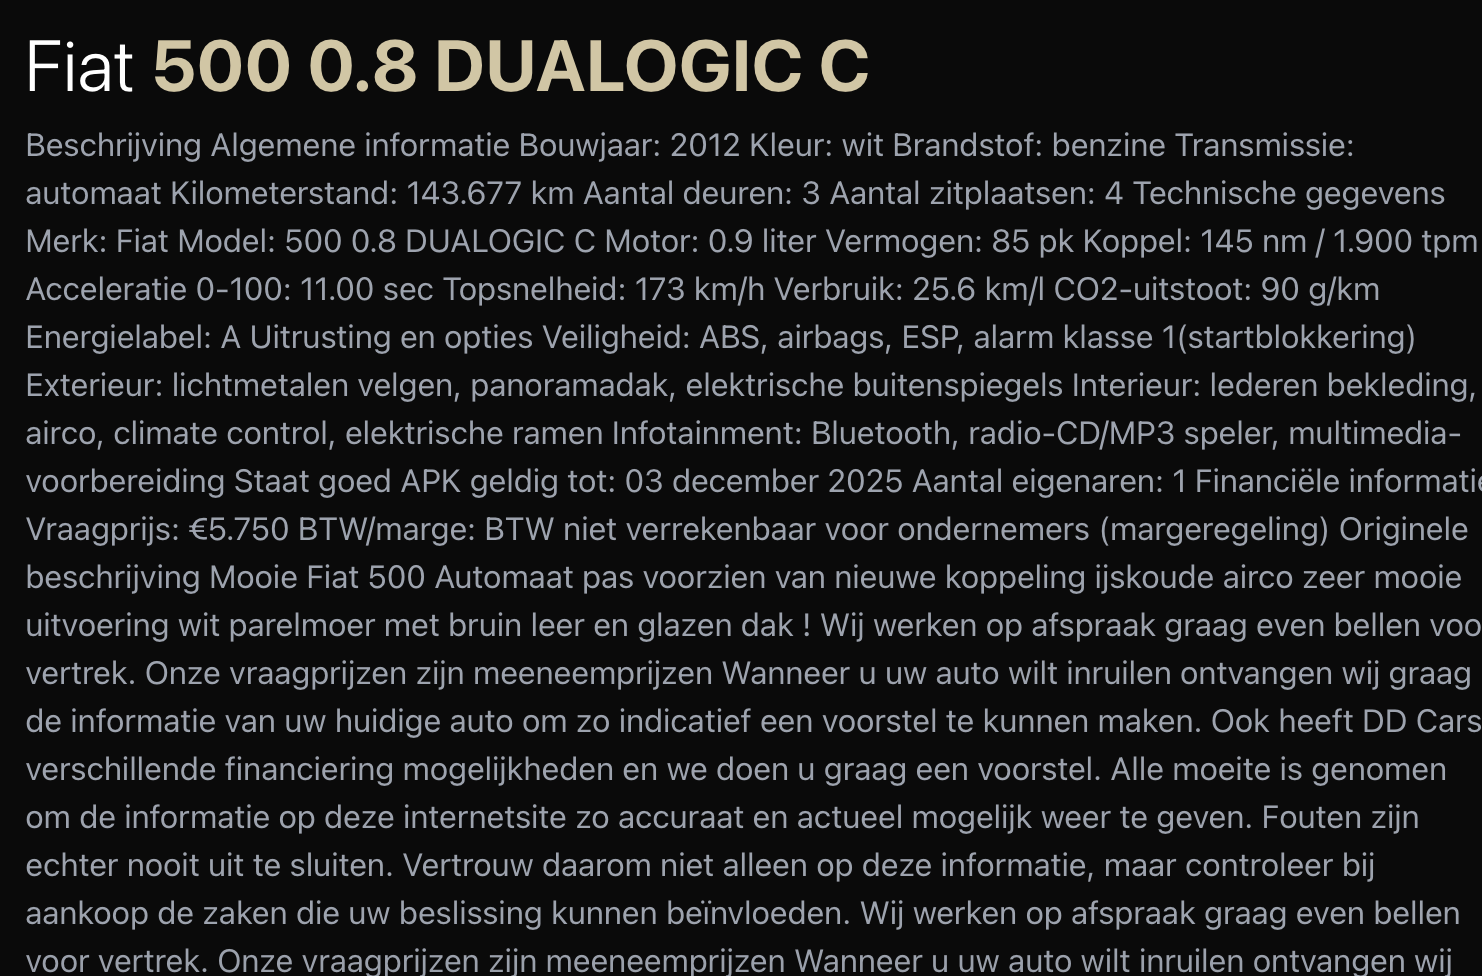 Fiat 500 0.8 DUALOGIC C
Beschrijving Algemene informatie Bouwjaar: 2012 Kleur: wit Brandstof: benzine Transmissie:
automaat Kilometerstand: 143.677 km Aantal deuren: 3 Aantal zitplaatsen: 4 Technische gegevens
Merk: Fiat Model: 500 0.8 DUALOGIC C Motor: 0.9 liter Vermogen: 85 pk Koppel: 145 nm / 1.900 tpm
Acceleratie 0-100: 11.00 sec Topsnelheid: 173 km/h Verbruik: 25.6 km/l CO2-uitstoot: 90 g/km
Energielabel: A Uitrusting en opties Veiligheid: ABS, airbags, ESP, alarm klasse 1(startblokkering)
Exterieur: lichtmetalen velgen, panoramadak, elektrische buitenspiegels Interieur: lederen bekleding,
airco, climate control, elektrische ramen Infotainment: Bluetooth, radio-CD/MP3 speler, multimedia-
voorbereiding Staat goed APK geldig tot: 03 december 2025 Aantal eigenaren: 1 Financiële informatie
Vraagprijs: €5.750 BTW/marge: BTW niet verrekenbaar voor ondernemers (margeregeling) Originele
beschrijving Mooie Fiat 500 Automaat pas voorzien van nieuwe koppeling ijskoude airco zeer mooie
uitvoering wit parelmoer met bruin leer en glazen dak ! Wij werken op afspraak graag even bellen voo
vertrek. Onze vraagprijzen zijn meeneemprijzen Wanneer u uw auto wilt inruilen ontvangen wij graag
de informatie van uw huidige auto om zo indicatief een voorstel te kunnen maken. Ook heeft DD Cars
verschillende financiering mogelijkheden en we doen u graag een voorstel. Alle moeite is genomen
om de informatie op deze internetsite zo accuraat en actueel mogelijk weer te geven. Fouten zijn
echter nooit uit te sluiten. Vertrouw daarom niet alleen op deze informatie, maar controleer bij
aankoop de zaken die uw beslissing kunnen beïnvloeden. Wij werken op afspraak graag even bellen
voor vertrek. Onze vraagprijzen zijn meeneemprijzen Wanneer u uw auto wilt inruilen ontvangen wij